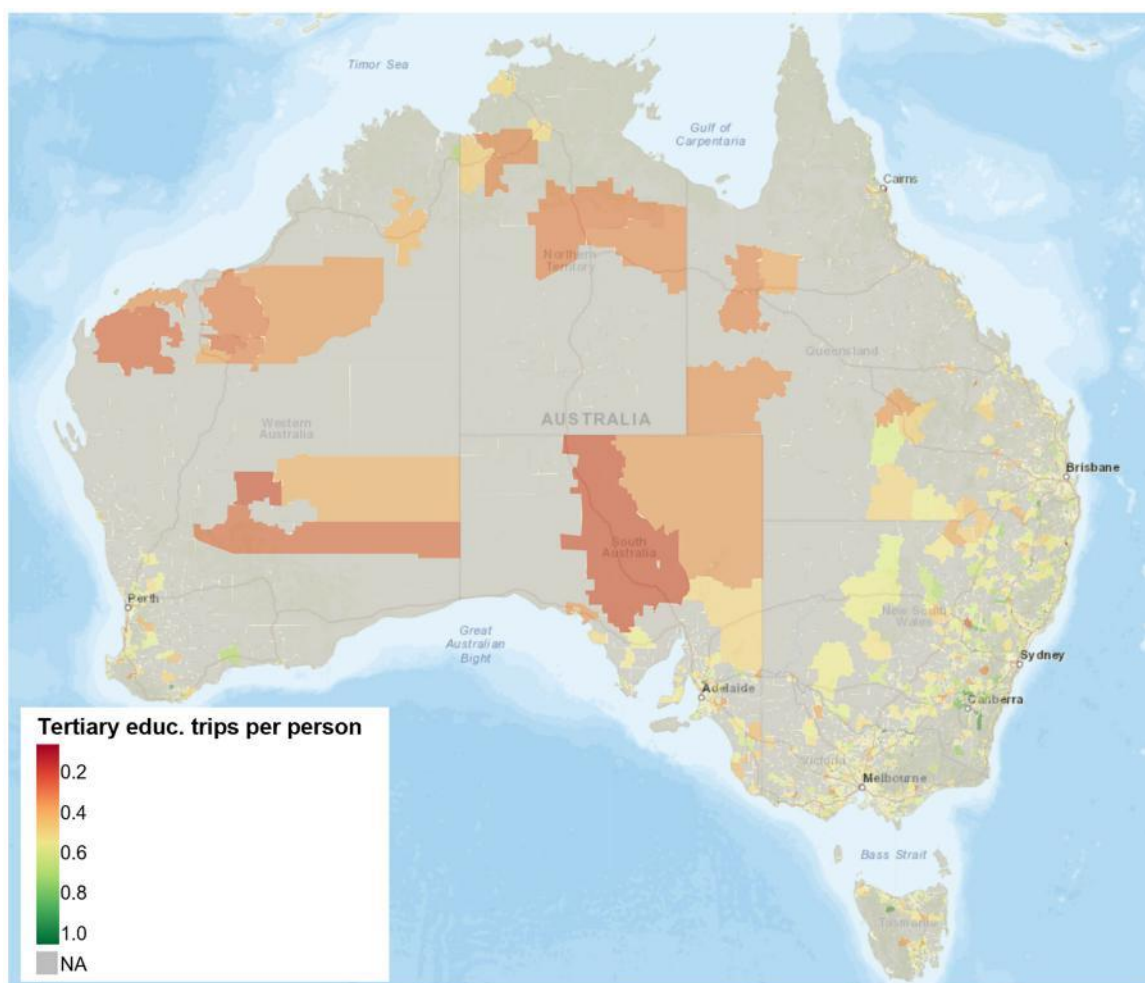 Timor Sea
Gulf of
Carpentaria
Cairns
Northern
Territory
Queensland
AUSTRALIA
Western
Australia
Brisbane
South
Australia
Perth
New South
Wales
Great
Australian
Bight
Sydney
Adelaide
Canberra
Victoria
Melbourne
Bass Strait
Tasmania
Tertiary educ. trips per person
0.2
0.4
0.6
0.8
1.0
NA